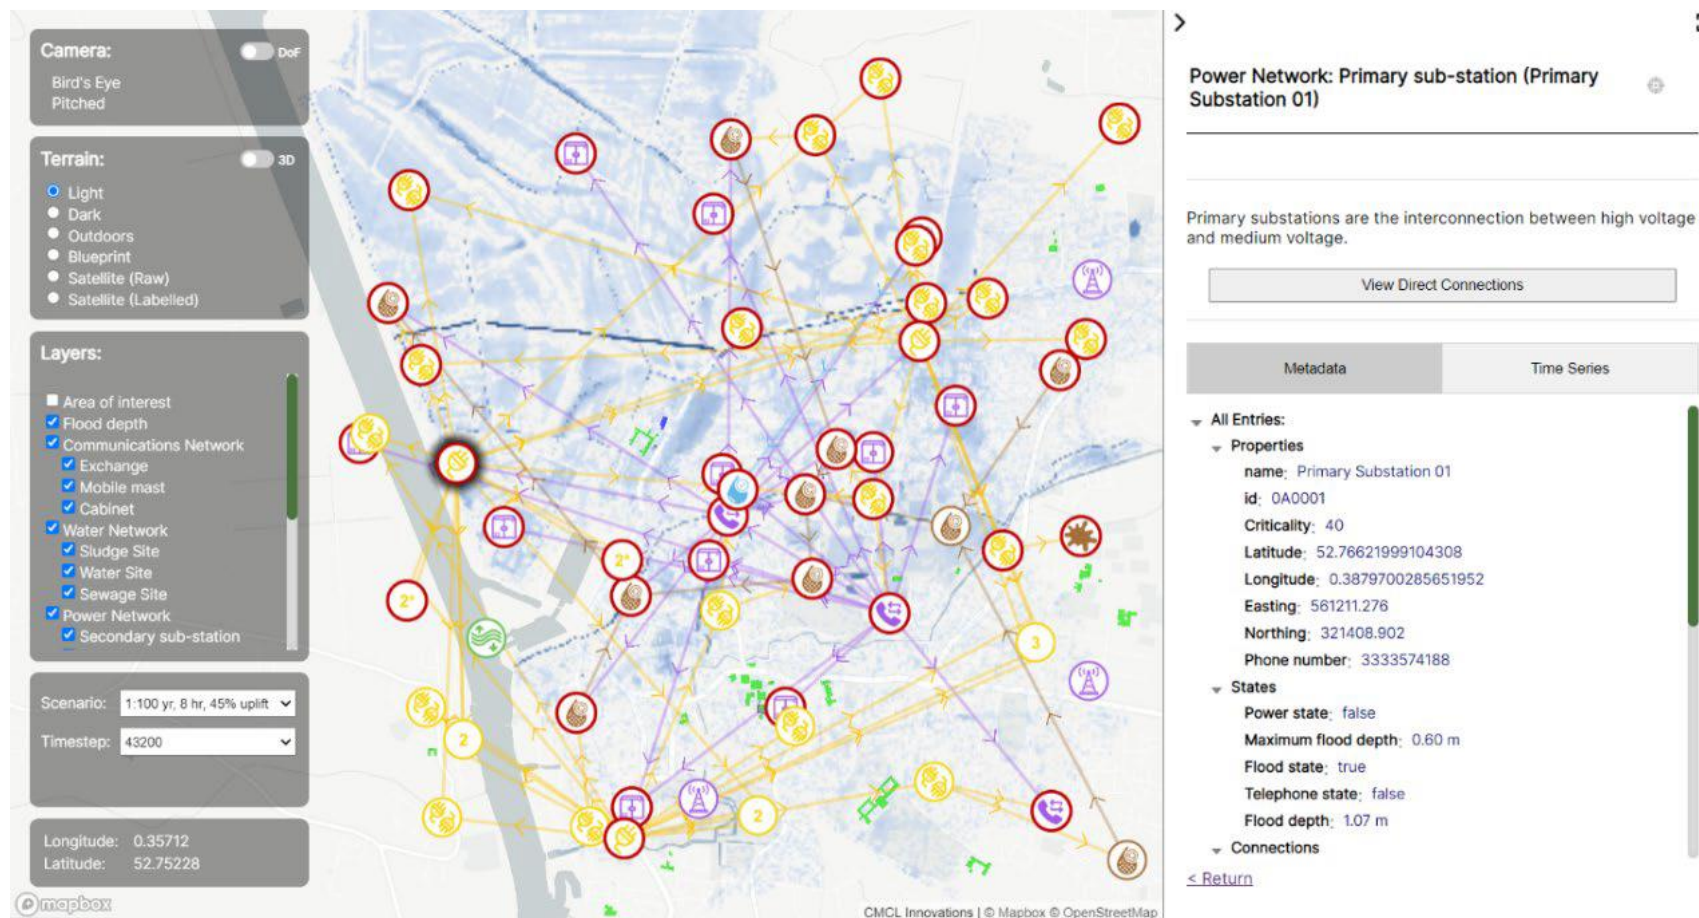 Camera:
DoF
Bird's Eye
Pitched
Terrain:
3D
Light
Dark
Outdoors
Blueprint
Satellite (Raw)
Satellite (Labelled)
Layers:
Area of interest
Flood depth
Communications Network
Exchange
Mobile mast
Cabinet
Water Network
Sludge Site
Water Site
Sewage Site
Power Network
Secondary sub-station
Scenario: 1:100 yr, 8 hr, 45% uplift
Timestep: 43200
Longitude: 0.35712
Latitude: 52.75228
mapbox
2*
2*
3
2
2
CMCL Innovations | © Mapbox © OpenStreetMap
Power Network: Primary sub-station (Primary
Substation 01)
Primary substations are the interconnection between high voltage
and medium voltage.
View Direct Connections
Metadata
Time Series
All Entries:
Properties
name: Primary Substation 01
id: 0A0001
Criticality: 40
Latitude: 52.76621999104308
Longitude: 0.3879700285651952
Easting: 561211.276
Northing: 321408.902
Phone number: 3333574188
States
Power state: false
Maximum flood depth: 0.60 m
Flood state: true
Telephone state: false
Flood depth: 1.07 m
Connections
< Return